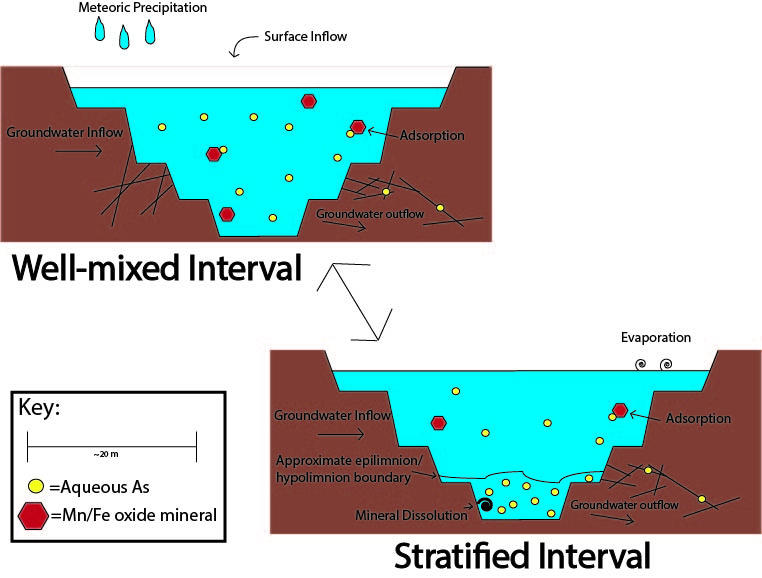 Meteoric Precipitation
Surface Inflow
Groundwater Inflow
Adsorption
Groundwater outflow
Well-mixed Interval
Evaporation
Groundwater Inflow
Adsorption
Approximate epilimnion/
hypolimnion boundary
Mineral Dissolution
Groundwater outflow
Stratified Interval
Key:
~20 m
=Aqueous As
=Mn/Fe oxide mineral